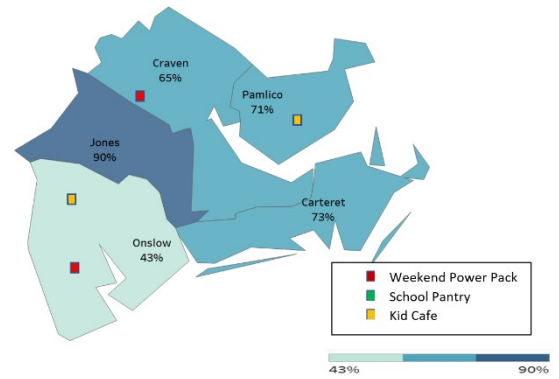 Craven
65%
Pamlico
71%
Jones
90%
Carteret
73%
Onslow
43%
Weekend Power Pack
School Pantry
Kid Cafe
43%
90%